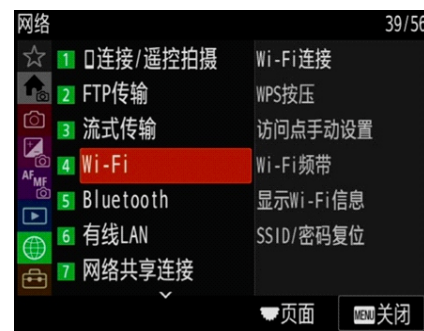 网络 39/56
1 连接/遥控拍摄 Wi-Fi连接
2 FTP传输 WPS按压
3 流式传输 访问点手动设置
4 Wi-Fi Wi-Fi频带
5 Bluetooth 显示Wi-Fi信息
6 有线LAN SSID/密码复位
7 网络共享连接
AF MF
页面 MENU 关闭